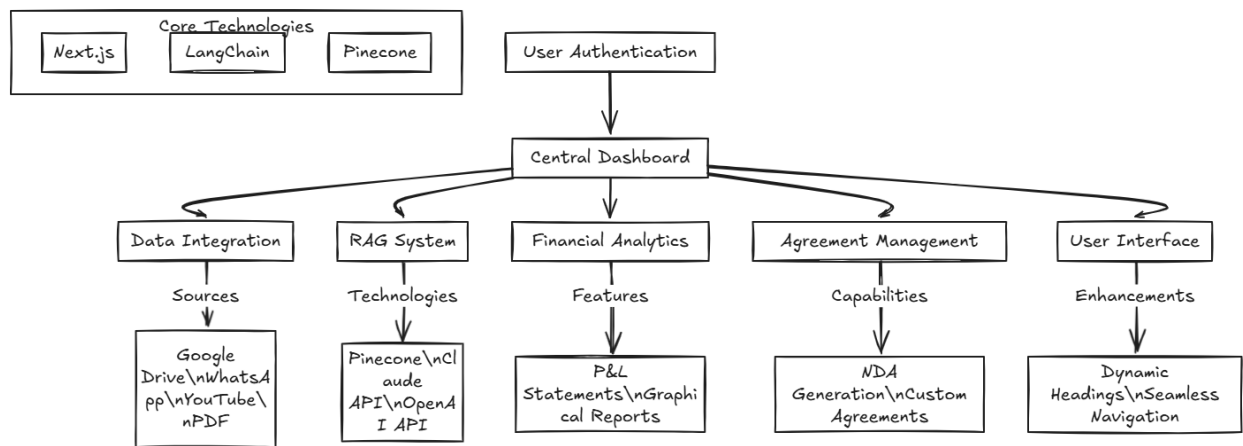 Core Technologies
Next.js
LangChain
Pinecone
User Authentication
Central Dashboard
Data Integration
RAG System
Financial Analytics
Agreement Management
User Interface
Sources
Technologies
Features
Capabilities
Enhancements
Google
Drive\nWhatsA
pp\nYouTube\
nPDF
Pinecone\nCl
aude
API\nOpenA
I API
P&L
Statements\nGraphi
cal Reports
NDA
Generation\nCustom
Agreements
Dynamic
Headings\nSeamless
Navigation